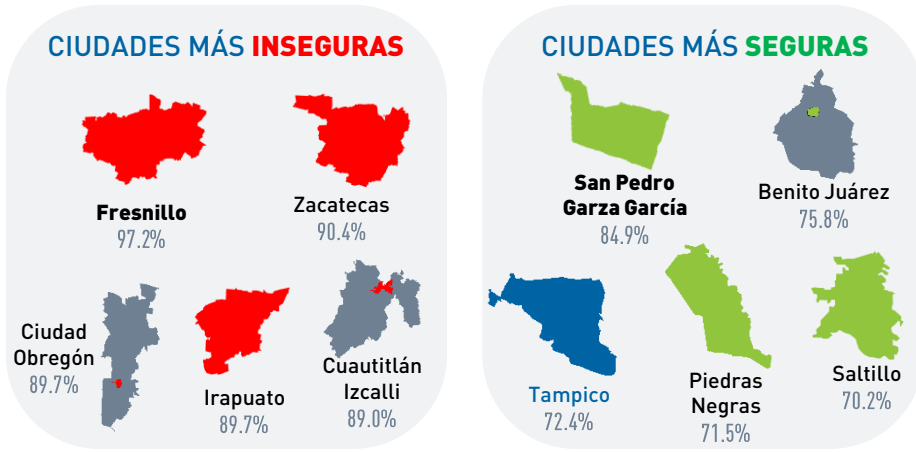 CIUDADES MÁS INSEGURAS
Fresnillo
97.2%
Zacatecas
90.4%
Ciudad
Obregón
89.7%
Irapuato
89.7%
Cuautitlán
Izcalli
89.0%
CIUDADES MÁS SEGURAS
San Pedro
Garza García
84.9%
Benito Juárez
75.8%
Tampico
72.4%
Piedras
Negras
71.5%
Saltillo
70.2%